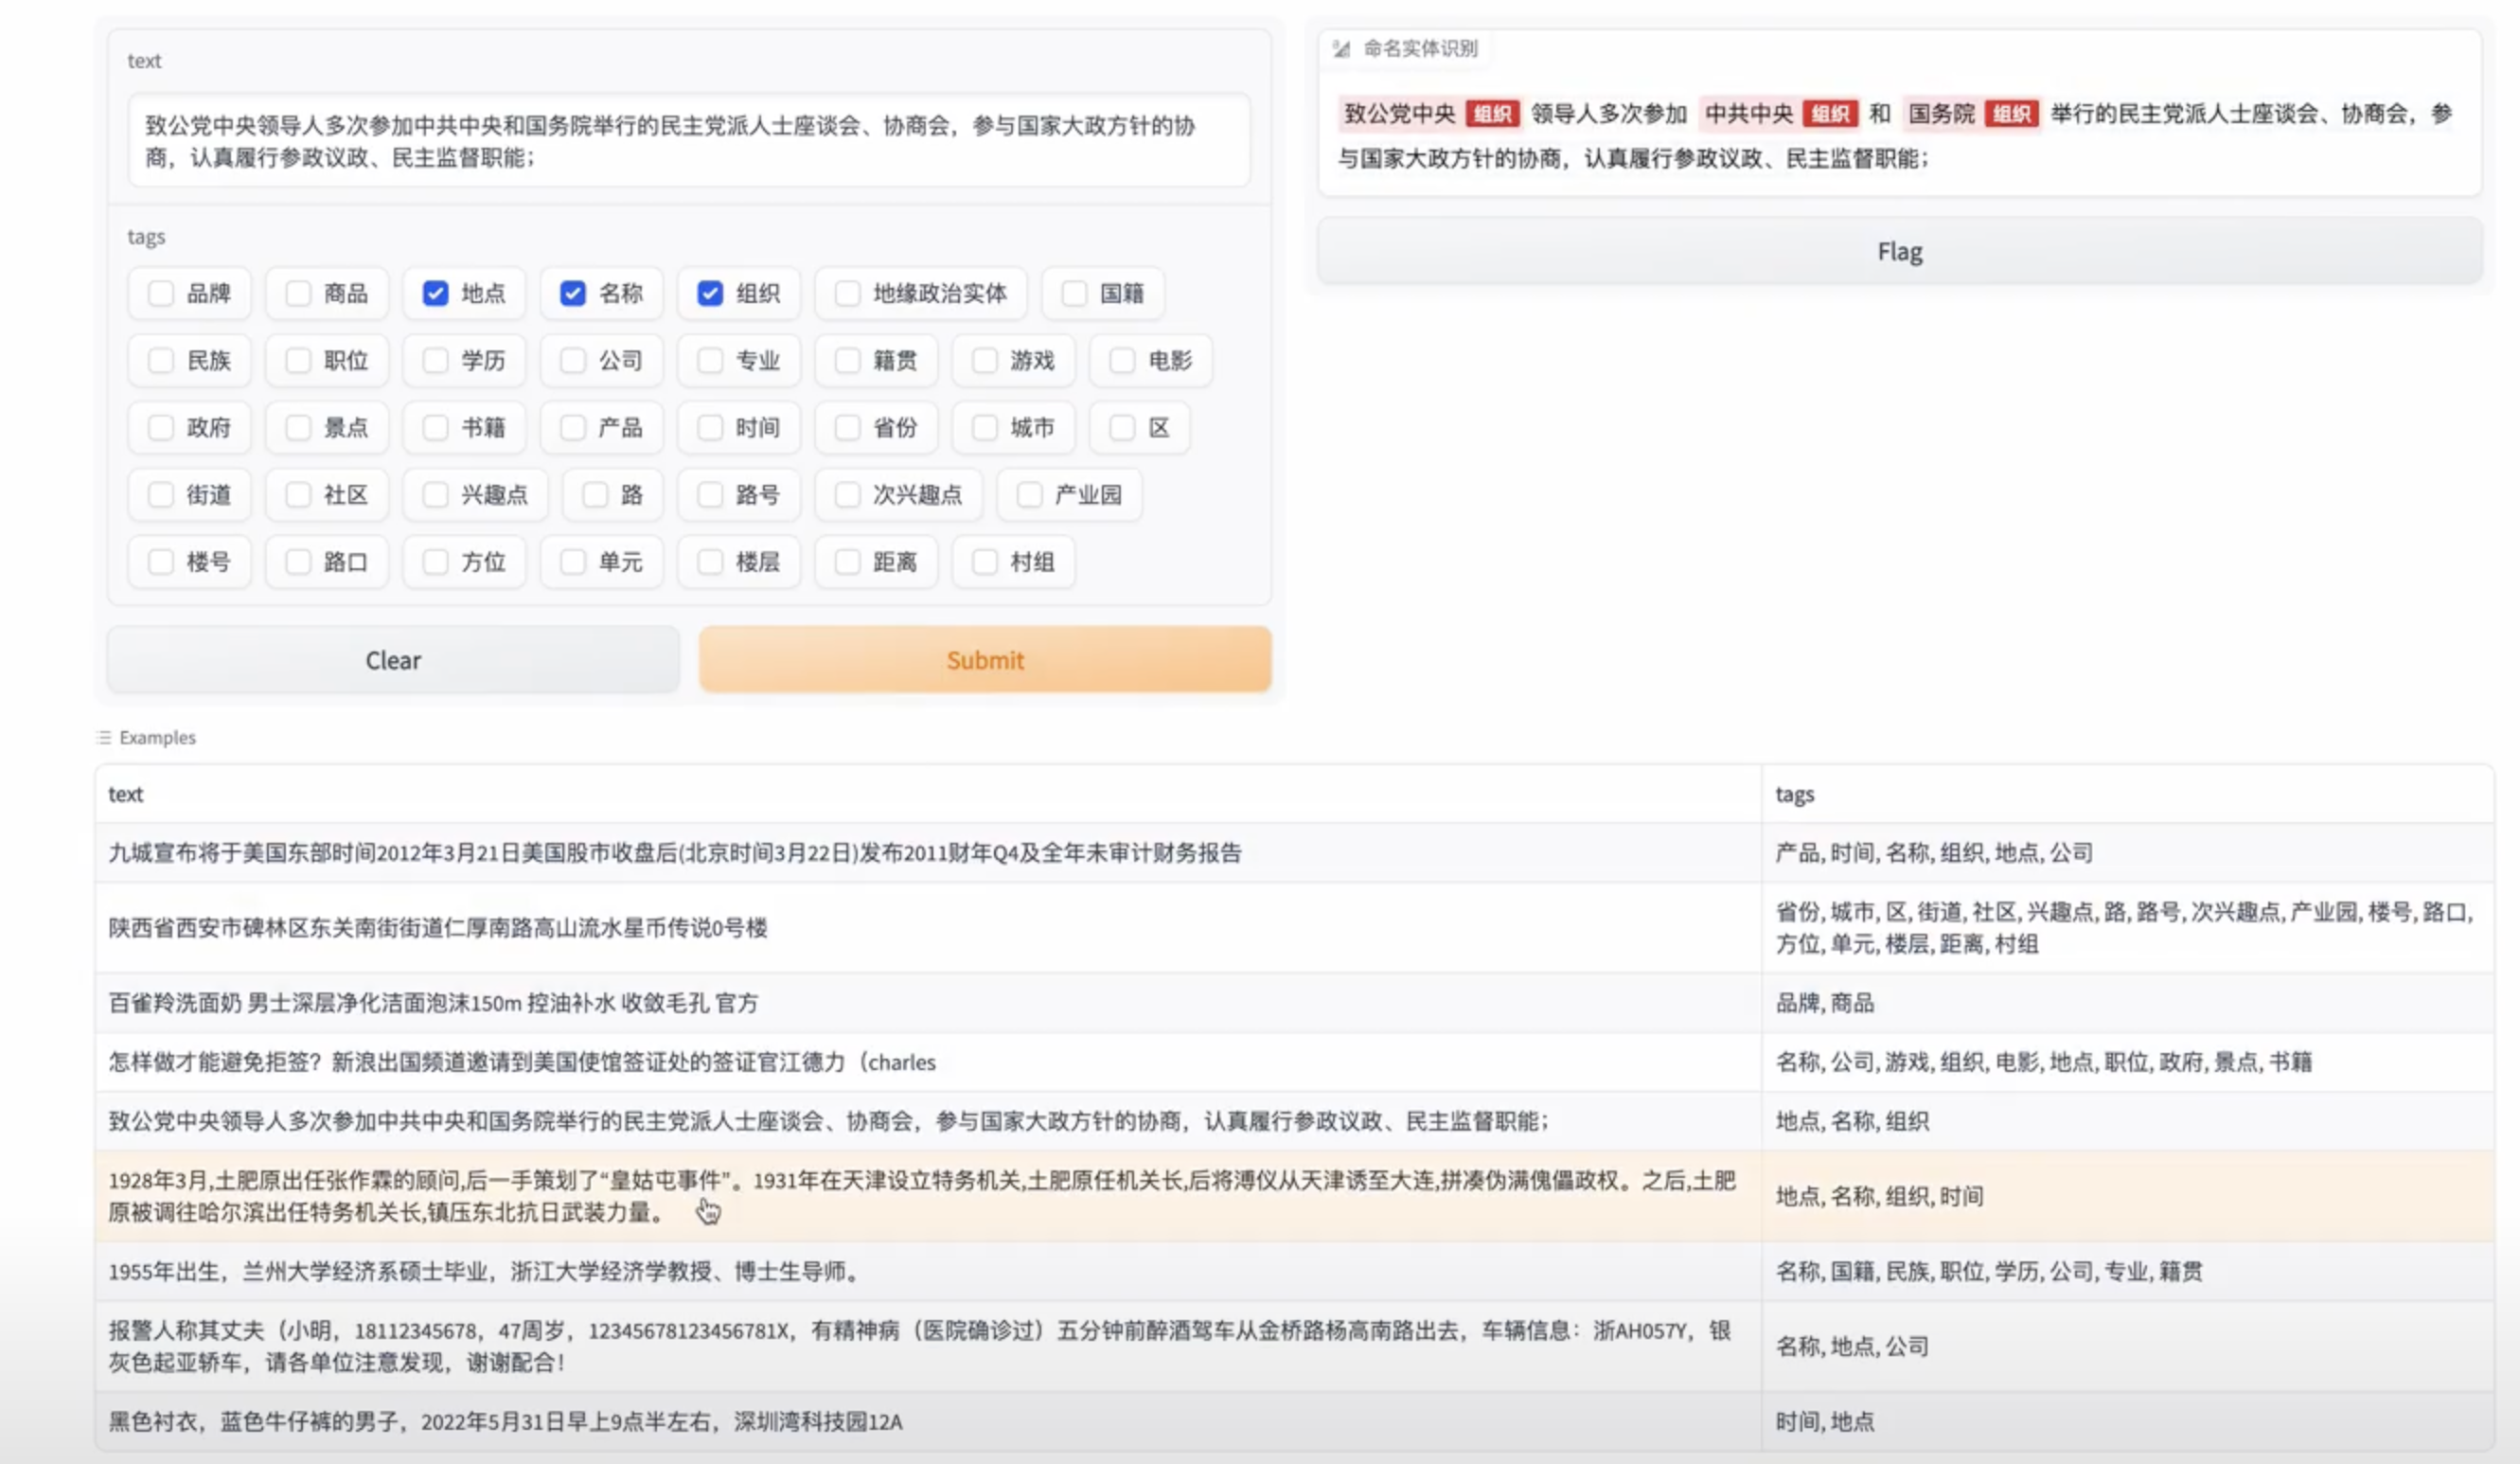 text
致公党中央领导人多次参加中共中央和国务院举行的民主党派人士座谈会、协商会，参与国家大政方针的协
商，认真履行参政议政、民主监督职能；
tags
品牌 商品 地点 名称 组织 地缘政治实体 国籍
民族 职位 学历 公司 专业 籍贯 游戏 电影
政府 景点 书籍 产品 时间 省份 城市 区
街道 社区 兴趣点 路 路号 次兴趣点 产业园
楼号 路口 方位 单元 楼层 距离 村组
Clear Submit
命名实体识别
致公党中央 组织 领导人多次参加 中共中央 组织 和 国务院 组织 举行的民主党派人士座谈会、协商会，参
与国家大政方针的协商，认真履行参政议政、民主监督职能；
Flag
Examples
text tags
九城宣布将于美国东部时间2012年3月21日美国股市收盘后(北京时间3月22日)发布2011财年Q4及全年未审计财务报告 产品, 时间, 名称, 组织, 地点, 公司
陕西省西安市碑林区东关南街街道仁厚南路高山流水星币传说0号楼 省份, 城市, 区, 街道, 社区, 兴趣点, 路, 路号, 次兴趣点, 产业园, 楼号, 路口,
方位, 单元, 楼层, 距离, 村组
百雀羚洗面奶 男士深层净化洁面泡沫150m 控油补水 收敛毛孔 官方 品牌, 商品
怎样做才能避免拒签？新浪出国频道邀请到美国使馆签证处的签证官江德力（charles 名称, 公司, 游戏, 组织, 电影, 地点, 职位, 政府, 景点, 书籍
致公党中央领导人多次参加中共中央和国务院举行的民主党派人士座谈会、协商会，参与国家大政方针的协商，认真履行参政议政、民主监督职能； 地点, 名称, 组织
1928年3月,土肥原出任张作霖的顾问,后一手策划了“皇姑屯事件”。1931年在天津设立特务机关,土肥原任机关长,后将溥仪从天津诱至大连,拼凑伪满傀儡政权。之后,土肥
原被调往哈尔滨出任特务机关长,镇压东北抗日武装力量。 地点, 名称, 组织, 时间
1955年出生，兰州大学经济系硕士毕业，浙江大学经济学教授、博士生导师。 名称, 国籍, 民族, 职位, 学历, 公司, 专业, 籍贯
报警人称其丈夫（小明，18112345678，47周岁，12345678123456781X，有精神病（医院确诊过）五分钟前醉酒驾车从金桥路杨高南路出去，车辆信息：浙AH057Y，银
灰色起亚轿车，请各单位注意发现，谢谢配合！ 名称, 地点, 公司
黑色衬衣，蓝色牛仔裤的男子，2022年5月31日早上9点半左右，深圳湾科技园12A 时间, 地点